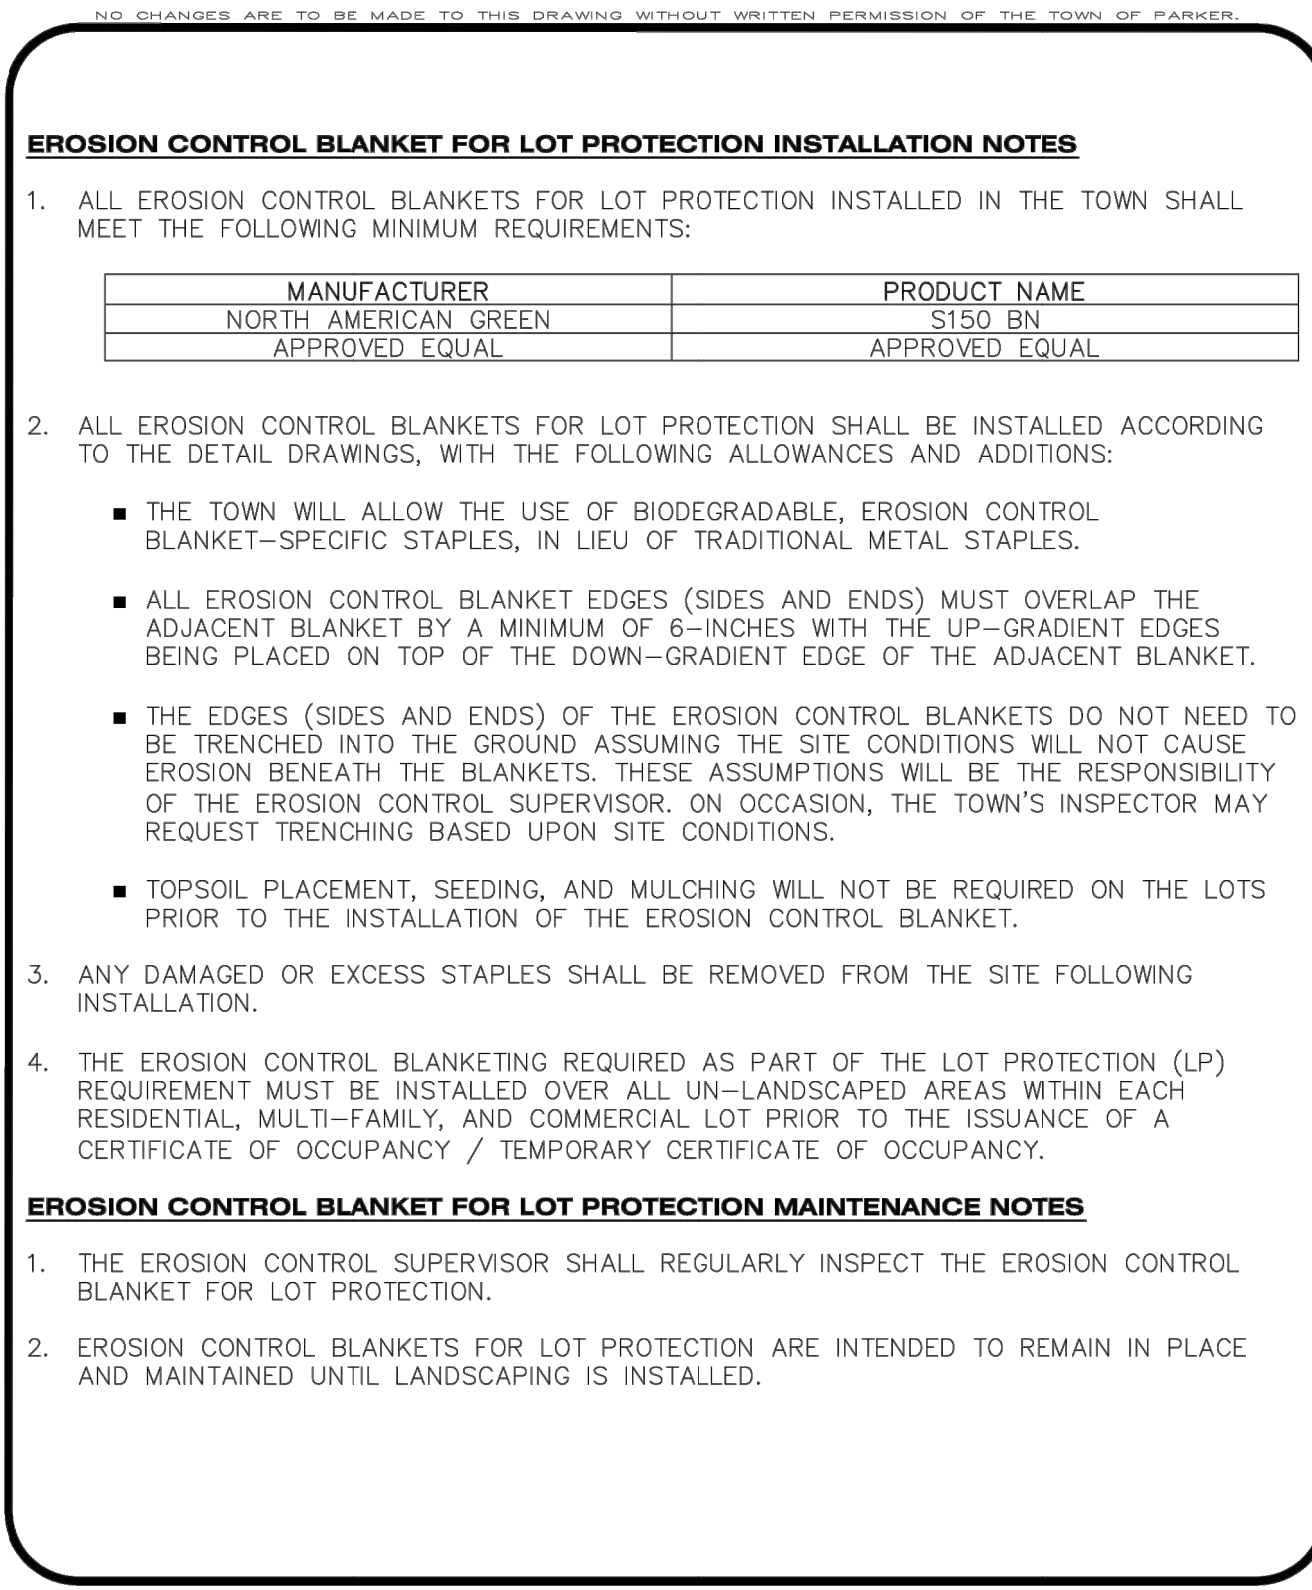 NO CHANGES ARE TO BE MADE TO THIS DRAWING WITHOUT WRITTEN PERMISSION OF THE TOWN OF PARKER.
EROSION CONTROL BLANKET FOR LOT PROTECTION INSTALLATION NOTES
1. ALL EROSION CONTROL BLANKETS FOR LOT PROTECTION INSTALLED IN THE TOWN SHALL
MEET THE FOLLOWING MINIMUM REQUIREMENTS:
MANUFACTURER PRODUCT NAME
NORTH AMERICAN GREEN S150 BN
APPROVED EQUAL APPROVED EQUAL
2. ALL EROSION CONTROL BLANKETS FOR LOT PROTECTION SHALL BE INSTALLED ACCORDING
TO THE DETAIL DRAWINGS, WITH THE FOLLOWING ALLOWANCES AND ADDITIONS:
■ THE TOWN WILL ALLOW THE USE OF BIODEGRADABLE, EROSION CONTROL
BLANKET–SPECIFIC STAPLES, IN LIEU OF TRADITIONAL METAL STAPLES.
■ ALL EROSION CONTROL BLANKET EDGES (SIDES AND ENDS) MUST OVERLAP THE
ADJACENT BLANKET BY A MINIMUM OF 6–INCHES WITH THE UP–GRADIENT EDGES
BEING PLACED ON TOP OF THE DOWN–GRADIENT EDGE OF THE ADJACENT BLANKET.
■ THE EDGES (SIDES AND ENDS) OF THE EROSION CONTROL BLANKETS DO NOT NEED TO
BE TRENCHED INTO THE GROUND ASSUMING THE SITE CONDITIONS WILL NOT CAUSE
EROSION BENEATH THE BLANKETS. THESE ASSUMPTIONS WILL BE THE RESPONSIBILITY
OF THE EROSION CONTROL SUPERVISOR. ON OCCASION, THE TOWN'S INSPECTOR MAY
REQUEST TRENCHING BASED UPON SITE CONDITIONS.
■ TOPSOIL PLACEMENT, SEEDING, AND MULCHING WILL NOT BE REQUIRED ON THE LOTS
PRIOR TO THE INSTALLATION OF THE EROSION CONTROL BLANKET.
3. ANY DAMAGED OR EXCESS STAPLES SHALL BE REMOVED FROM THE SITE FOLLOWING
INSTALLATION.
4. THE EROSION CONTROL BLANKETING REQUIRED AS PART OF THE LOT PROTECTION (LP)
REQUIREMENT MUST BE INSTALLED OVER ALL UN–LANDSCAPED AREAS WITHIN EACH
RESIDENTIAL, MULTI–FAMILY, AND COMMERCIAL LOT PRIOR TO THE ISSUANCE OF A
CERTIFICATE OF OCCUPANCY / TEMPORARY CERTIFICATE OF OCCUPANCY.
EROSION CONTROL BLANKET FOR LOT PROTECTION MAINTENANCE NOTES
1. THE EROSION CONTROL SUPERVISOR SHALL REGULARLY INSPECT THE EROSION CONTROL
BLANKET FOR LOT PROTECTION.
2. EROSION CONTROL BLANKETS FOR LOT PROTECTION ARE INTENDED TO REMAIN IN PLACE
AND MAINTAINED UNTIL LANDSCAPING IS INSTALLED.